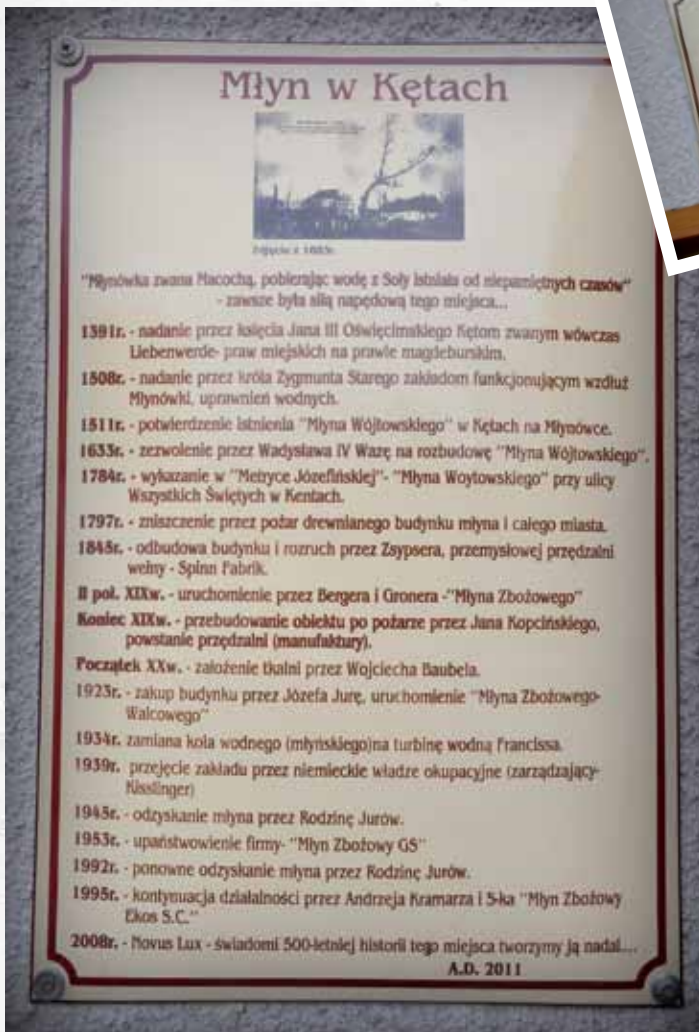 Młyn w Kętach
Zdjęcie z 1885r.
"Młynówka zwana Macochą, pobierając wodę z Soły istniała od niepamiętnych czasów"
- zawsze była siłą napędową tego miejsca...
1391r. - nadanie przez księcia Jana III Oświęcimskiego Kętom zwanym wówczas
Liebenwerde- praw miejskich na prawie magdeburskim.
1508r. - nadanie przez króla Zygmunta Starego zakładom funkcjonującym wzdłuż
Młynówki, uprawnień wodnych.
1511r. - potwierdzenie istnienia "Młyna Wójtowskiego" w Kętach na Młynówce.
1633r. - zezwolenie przez Wadysława IV Wazę na rozbudowę "Młyna Wójtowskiego".
1784r. - wykazanie w "Metryce Józefińskiej"- "Młyna Woytowskiego" przy ulicy
Wszystkich Świętych w Kentach.
1797r. - zniszczenie przez pożar drewnianego budynku młyna i całego miasta.
1845r. - odbudowa budynku i rozruch przez Zsypsera, przemysłowej przędzalni
wełny - Spinn Fabrik.
II poł. XIXw. - uruchomienie przez Bergera i Gronera -"Młyna Zbożowego"
Koniec XIXw. - przebudowanie obiektu po pożarze przez Jana Kopcińskiego,
powstanie przędzalni (manufaktury).
Początek XXw. - założenie tkalni przez Wojciecha Baubela.
1923r. - zakup budynku przez Józefa Jurę, uruchomienie "Młyna Zbożowego-
Walcowego"
1934r. zamiana koła wodnego (młyńskiego)na turbinę wodną Francissa.
1939r. przejęcie zakładu przez niemieckie władze okupacyjne (zarządzający-
Kisslinger)
1945r. - odzyskanie młyna przez Rodzinę Jurów.
1953r. - upaństwowienie firmy- "Młyn Zbożowy GS"
1992r. - ponowne odzyskanie młyna przez Rodzinę Jurów.
1995r. - kontynuacja działalności przez Andrzeja Kramarza i S-ka "Młyn Zbożowy
Ekos S.C."
2008r. - Novus Lux - świadomi 500-letniej historii tego miejsca tworzymy ją nadal....
A.D. 2011